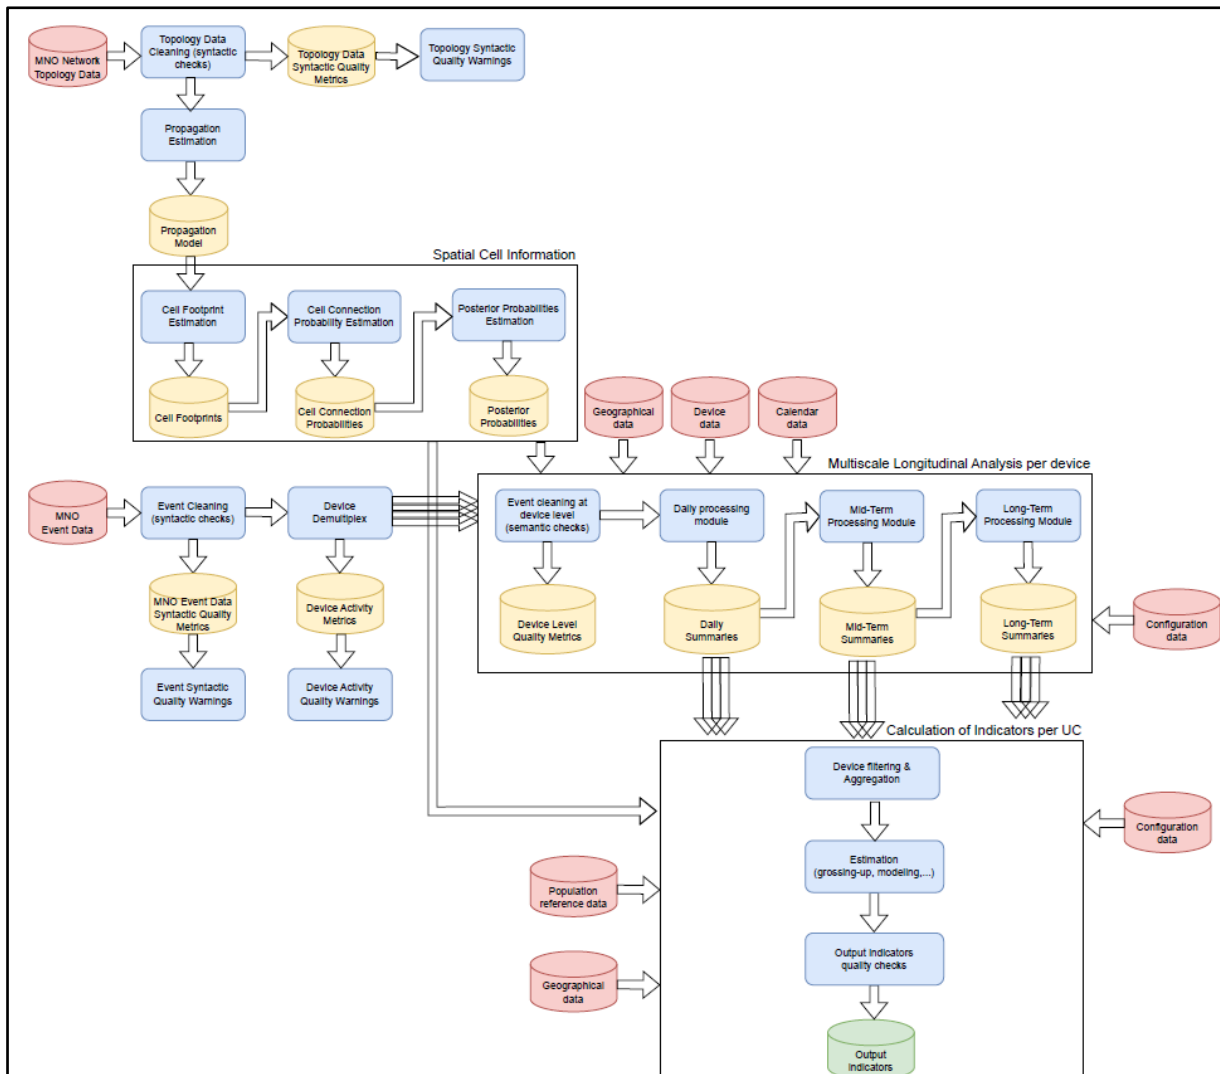 MNO Network
Topology Data
Topology Data
Cleaning (syntactic
checks)
Topology Data
Syntactic Quality
Metrics
Topology Syntactic
Quality Warnings
Propagation
Estimation
Propagation
Model
Spatial Cell Information
Cell Footprint
Estimation
Cell Connection
Probability Estimation
Posterior Probabilities
Estimation
Cell Footprints
Cell Connection
Probabilities
Posterior
Probabilities
Geographical
data
Device
data
Calendar
data
Multiscale Longitudinal Analysis per device
MNO
Event Data
Event Cleaning
(syntactic checks)
Device
Demultiplex
Event cleaning at
device level
(semantic checks)
Daily processing
module
Mid-Term
Processing Module
Long-Term
Processing Module
MNO Event Data
Syntactic Quality
Metrics
Device Activity
Metrics
Device Level
Quality Metrics
Daily
Summaries
Mid-Term
Summaries
Long-Term
Summaries
Configuration
data
Event Syntactic
Quality Warnings
Device Activity
Quality Warnings
Calculation of Indicators per UC
Device filtering &
Aggregation
Configuration
data
Estimation
(grossing-up, modeling,...)
Population
reference data
Output Indicators
quality checks
Geographical
data
Output
Indicators